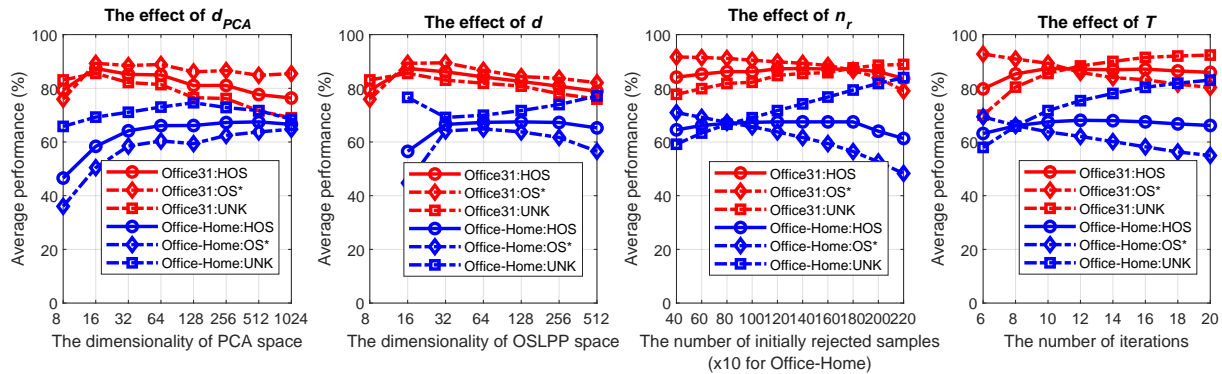 The effect of d_PCA
Average performance (%)
100
80
60
40
20
0
8 16 32 64 128 256 512 1024
The dimensionality of PCA space
Office31:HOS
Office31:OS*
Office31:UNK
Office-Home:HOS
Office-Home:OS*
Office-Home:UNK
The effect of d
Average performance (%)
100
80
60
40
20
0
8 16 32 64 128 256 512
The dimensionality of OSLPP space
Office31:HOS
Office31:OS*
Office31:UNK
Office-Home:HOS
Office-Home:OS*
Office-Home:UNK
The effect of n_r
Average performance (%)
100
80
60
40
20
0
40 60 80 100 120 140 160 180 200 220
The number of initially rejected samples
(x10 for Office-Home)
Office31:HOS
Office31:OS*
Office31:UNK
Office-Home:HOS
Office-Home:OS*
Office-Home:UNK
The effect of T
Average performance (%)
100
80
60
40
20
0
6 8 10 12 14 16 18 20
The number of iterations
Office31:HOS
Office31:OS*
Office31:UNK
Office-Home:HOS
Office-Home:OS*
Office-Home:UNK